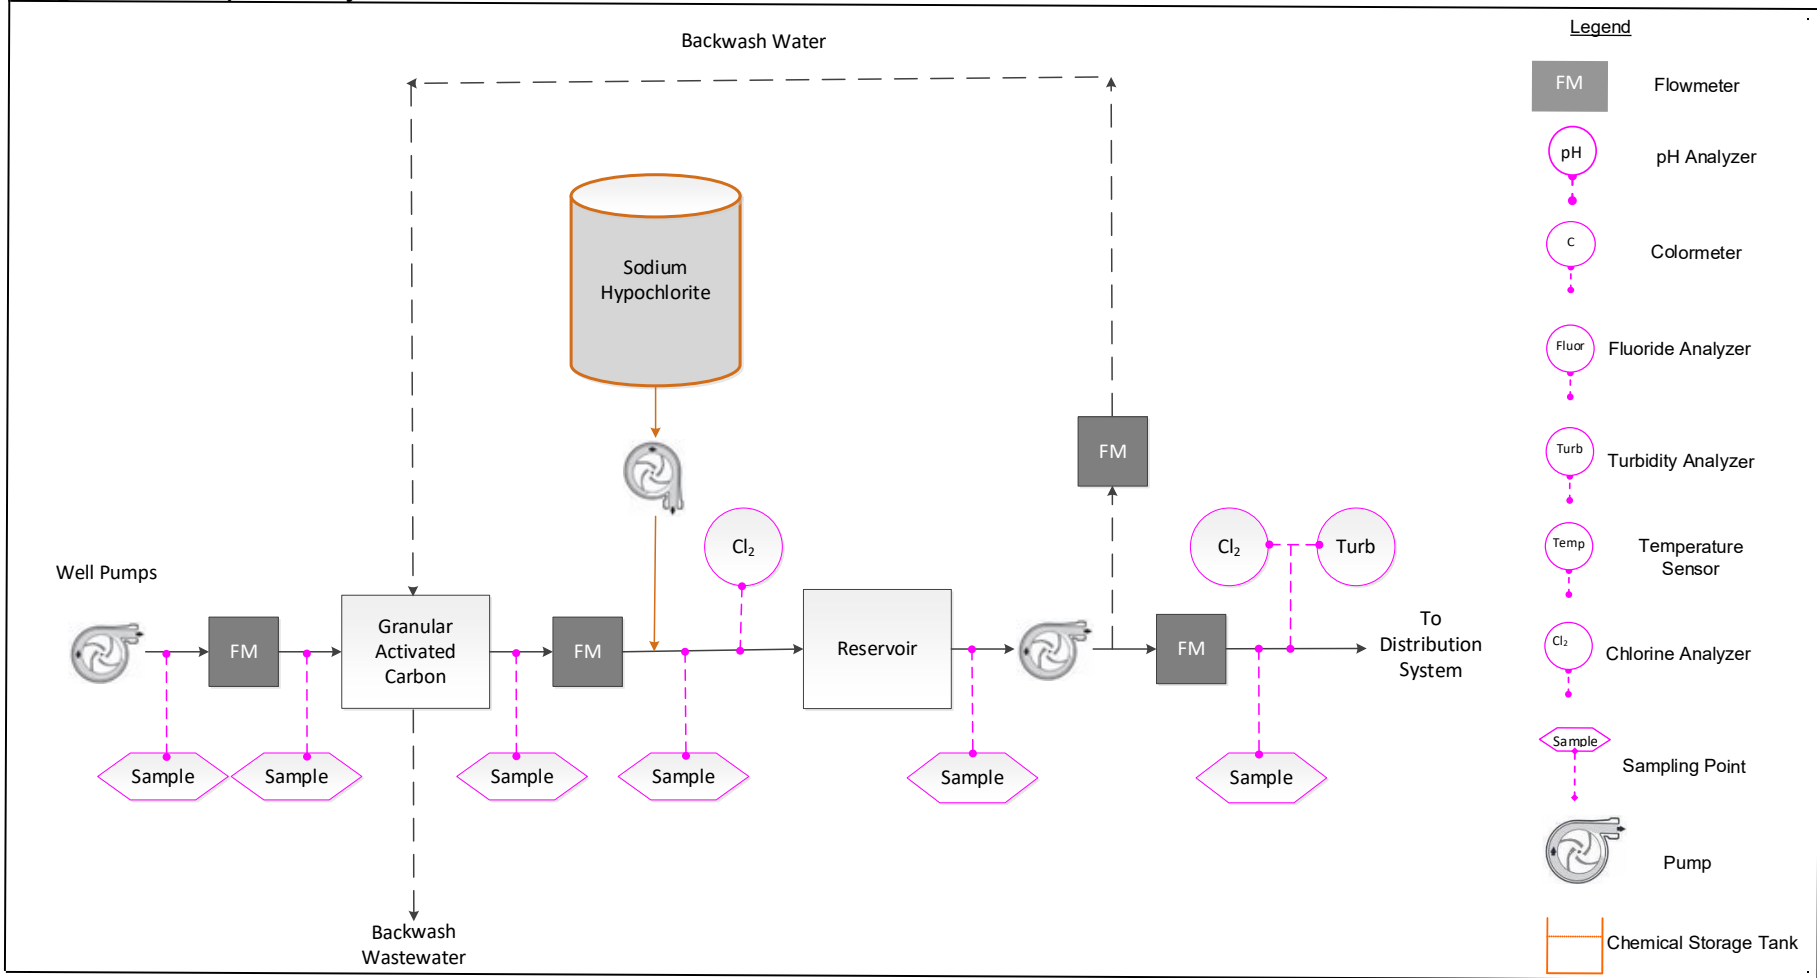 Backwash Water
Legend
FM
Flowmeter
pH
pH Analyzer
C
Colormeter
Sodium
Hypochlorite
Fluor
Fluoride Analyzer
FM
Turb
Turbidity Analyzer
Cl₂
Cl₂
Turb
Temp
Temperature
Sensor
Well Pumps
FM
Granular
Activated
Carbon
FM
Reservoir
FM
To
Distribution
System
Cl₂
Chlorine Analyzer
Sample
Sample
Sample
Sample
Sample
Sample
Sample
Sampling Point
Pump
Backwash
Wastewater
Chemical Storage Tank